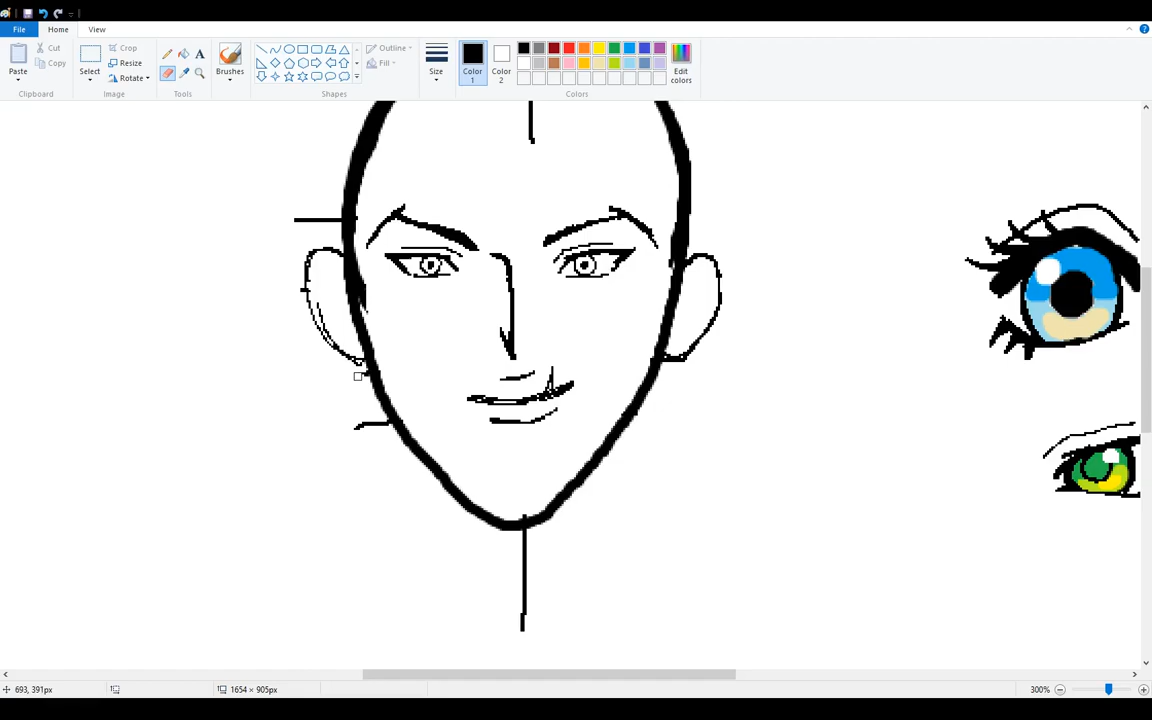 File Home View
Paste
Cut
Copy
Clipboard
Select
Crop
Resize
Rotate
Image
Tools
Brushes
Outline
Fill
Shapes
Size
Color
1
Color
2
Edit
colors
Colors
693, 391px
1654 × 905px
300%